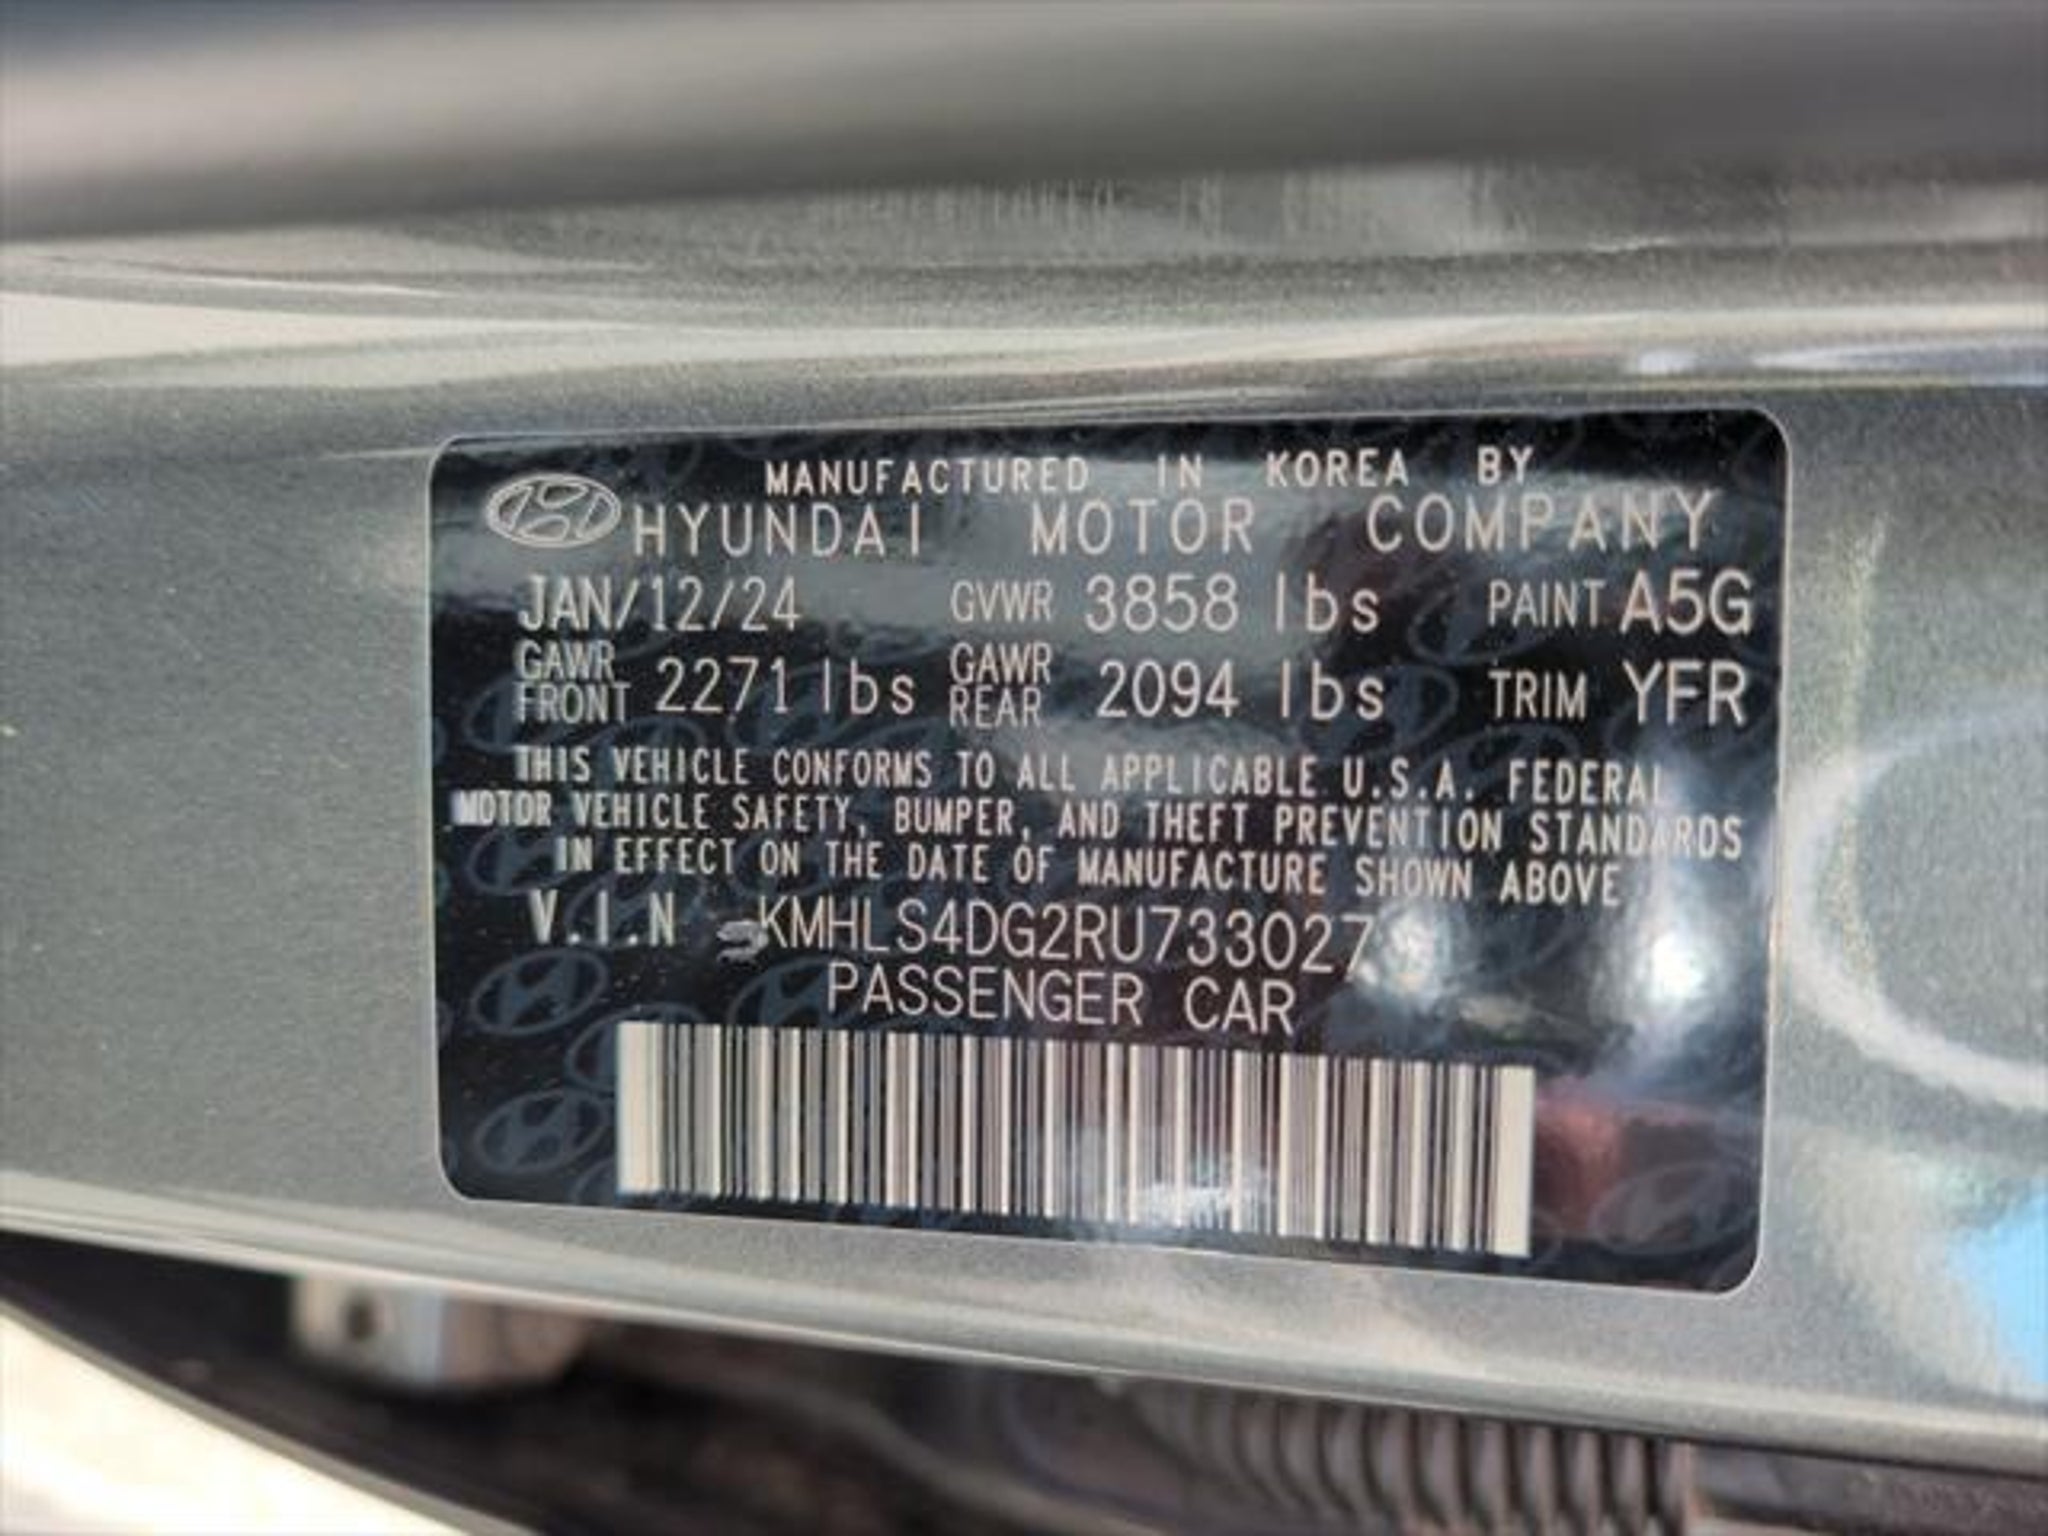 MANUFACTURED IN KOREA BY
HYUNDAI MOTOR COMPANY
JAN/12/24 GVWR 3858 lbs PAINT A5G
GAWR FRONT 2271 lbs GAWR REAR 2094 lbs TRIM YFR
THIS VEHICLE CONFORMS TO ALL APPLICABLE U.S.A. FEDERAL
MOTOR VEHICLE SAFETY, BUMPER, AND THEFT PREVENTION STANDARDS
IN EFFECT ON THE DATE OF MANUFACTURE SHOWN ABOVE
V.I.N KMHLS4DG2RU733027
PASSENGER CAR